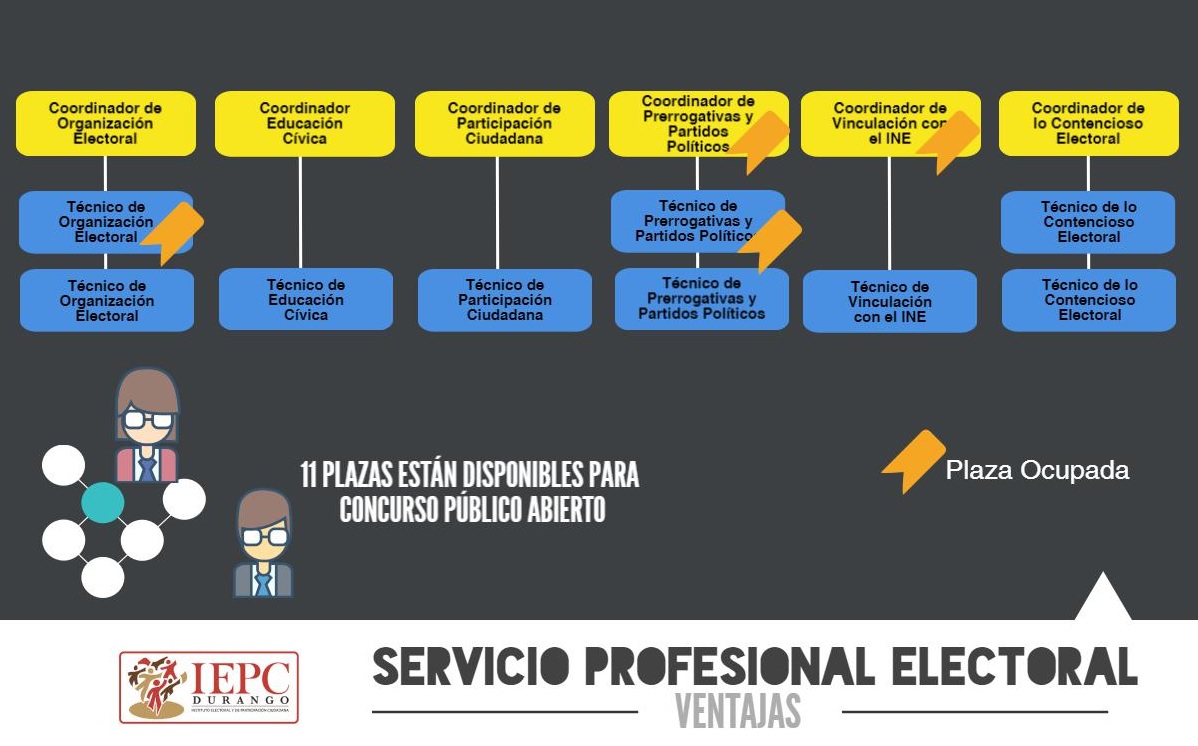 Coordinador de
Organización
Electoral
Coordinador
Educación
Cívica
Coordinador de
Participación
Ciudadana
Coordinador de
Prerrogativas y
Partidos
Políticos
Coordinador de
Vinculación con
el INE
Coordinador de
lo Contencioso
Electoral
Técnico de
Organización
Electoral
Técnico de
Prerrogativas y
Partidos Políticos
Técnico de lo
Contencioso
Electoral
Técnico de
Organización
Electoral
Técnico de
Educación
Cívica
Técnico de
Participación
Ciudadana
Técnico de
Prerrogativas y
Partidos Políticos
Técnico de
Vinculación
con el INE
Técnico de lo
Contencioso
Electoral
11 PLAZAS ESTÁN DISPONIBLES PARA
CONCURSO PÚBLICO ABIERTO
Plaza Ocupada
IEPC
DURANGO
INSTITUTO ELECTORAL Y DE PARTICIPACIÓN CIUDADANA
SERVICIO PROFESIONAL ELECTORAL
VENTAJAS